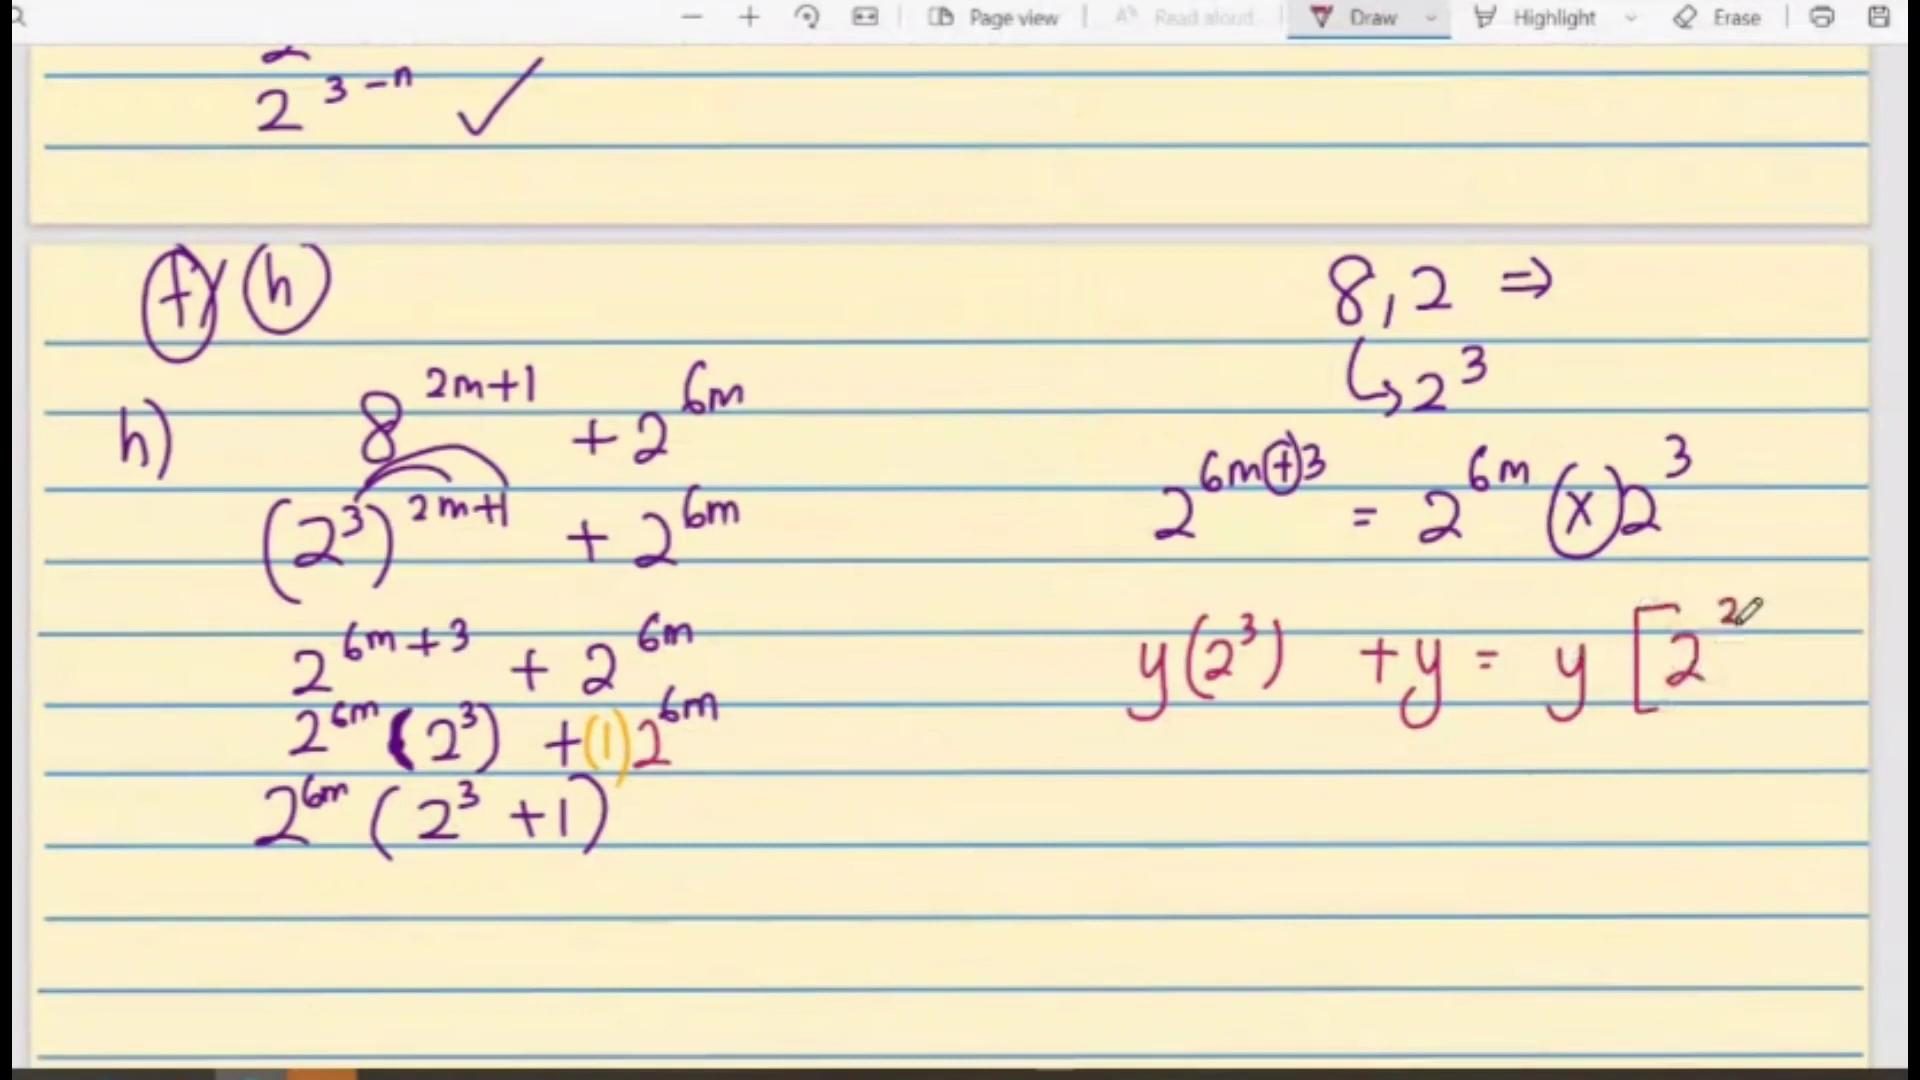 Page view Read aloud Draw Highlight Erase
2^{3-n} ✓
f/h
8, 2 ⇒
↳ 2^3
h) 8^{2m+1} + 2^{6m}
(2^3)^{2m+1} + 2^{6m}
2^{6m+3} = 2^{6m} (×) 2^3
2^{6m+3} + 2^{6m}
y(2^3) + y = y [2
2^{6m} (2^3) + (1) 2^{6m}
2^{6m} (2^3 + 1)